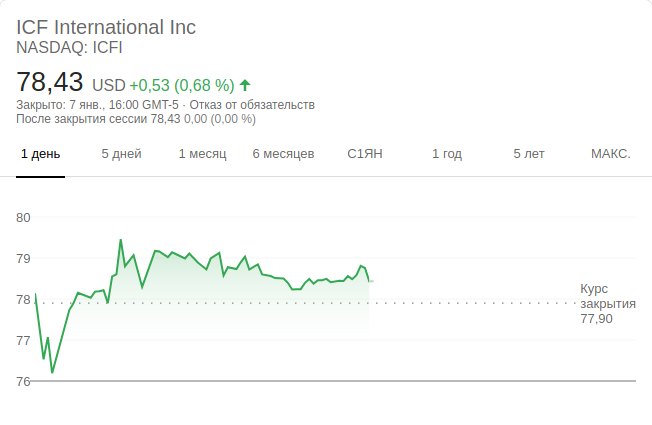 ICF International Inc
NASDAQ: ICFI
78,43 USD +0,53 (0,68 %)
Закрыто: 7 янв., 16:00 GMT-5 · Отказ от обязательств
После закрытия сессии 78,43 0,00 (0,00 %)
1 день 5 дней 1 месяц 6 месяцев С1ЯН 1 год 5 лет МАКС.
80
79
78
77
76
Курс
закрытия
77,90